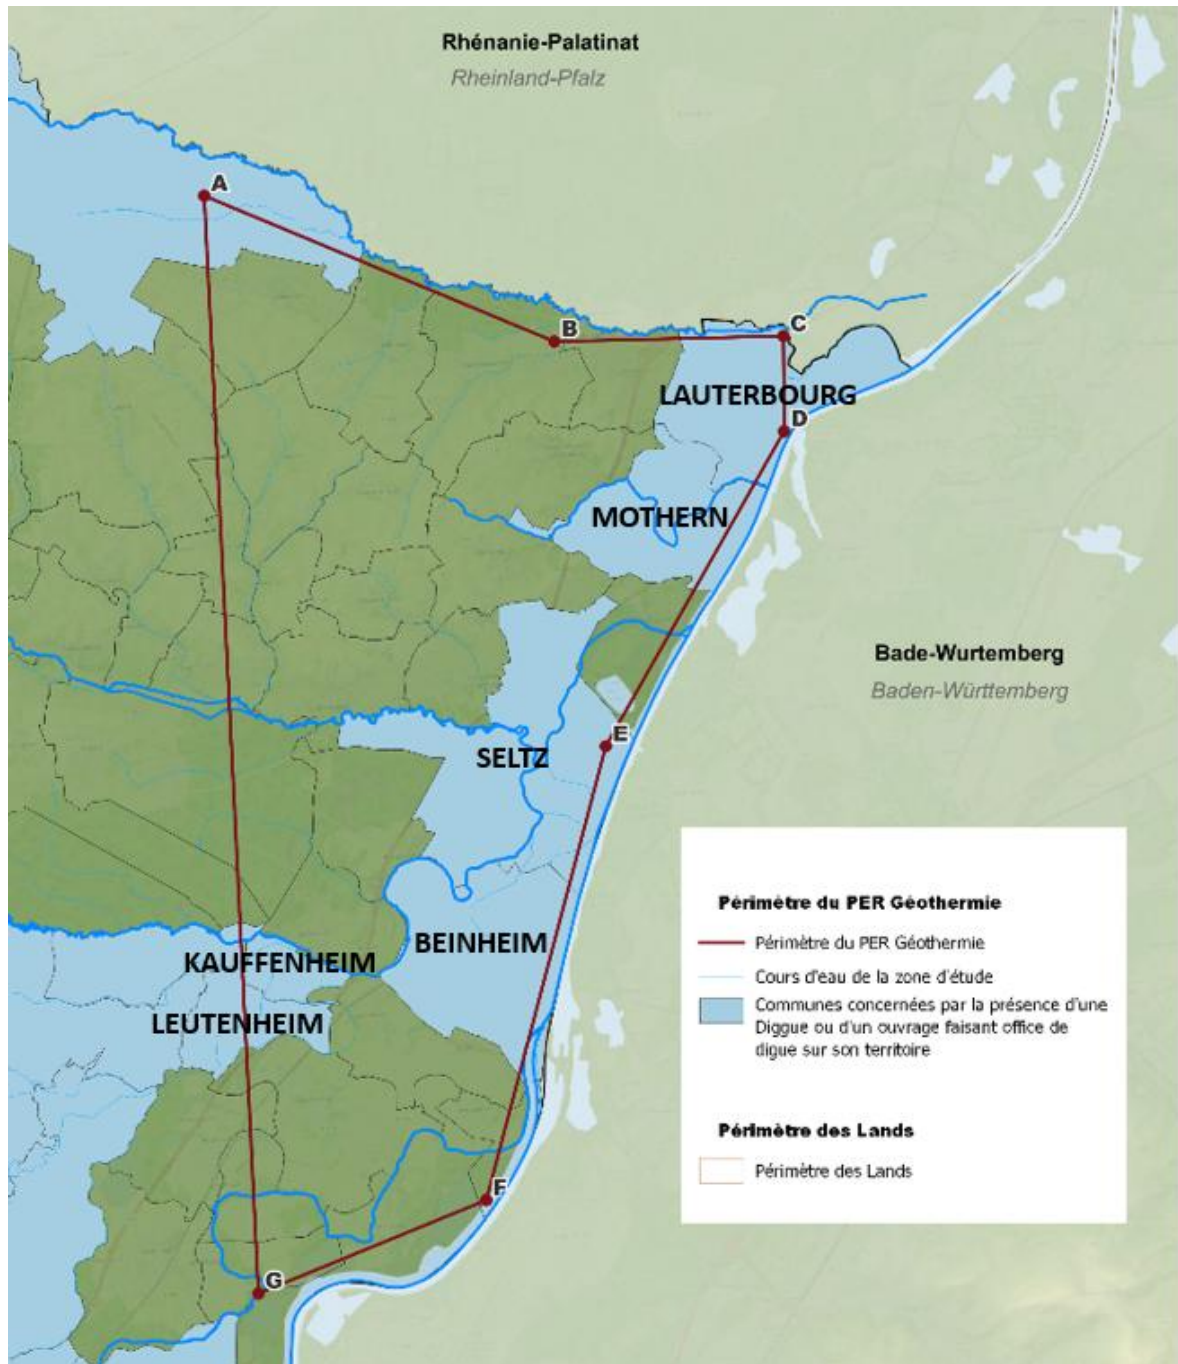 Rhénanie-Palatinat
Rheinland-Pfalz
A
B
C
LAUTERBOURG
D
MOTHERN
Bade-Wurtemberg
Baden-Württemberg
E
SELTZ
BEINHEIM
KAUFFENHEIM
LEUTENHEIM
F
G
Périmètre du PER Géothermie
Périmètre du PER Géothermie
Cours d'eau de la zone d'étude
Communes concernées par la présence d'une
Diggue ou d'un ouvrage faisant office de
digue sur son territoire
Périmètre des Lands
Périmètre des Lands